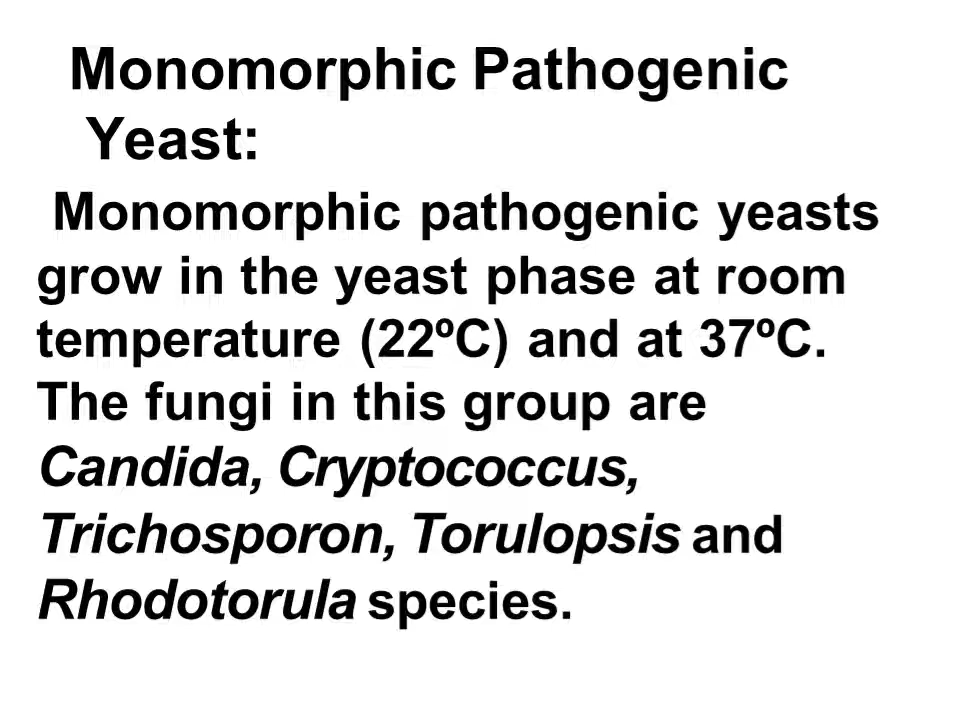 Monomorphic Pathogenic
Yeast:
Monomorphic pathogenic yeasts
grow in the yeast phase at room
temperature (22ºC) and at 37ºC.
The fungi in this group are
Candida, Cryptococcus,
Trichosporon, Torulopsis and
Rhodotorula species.